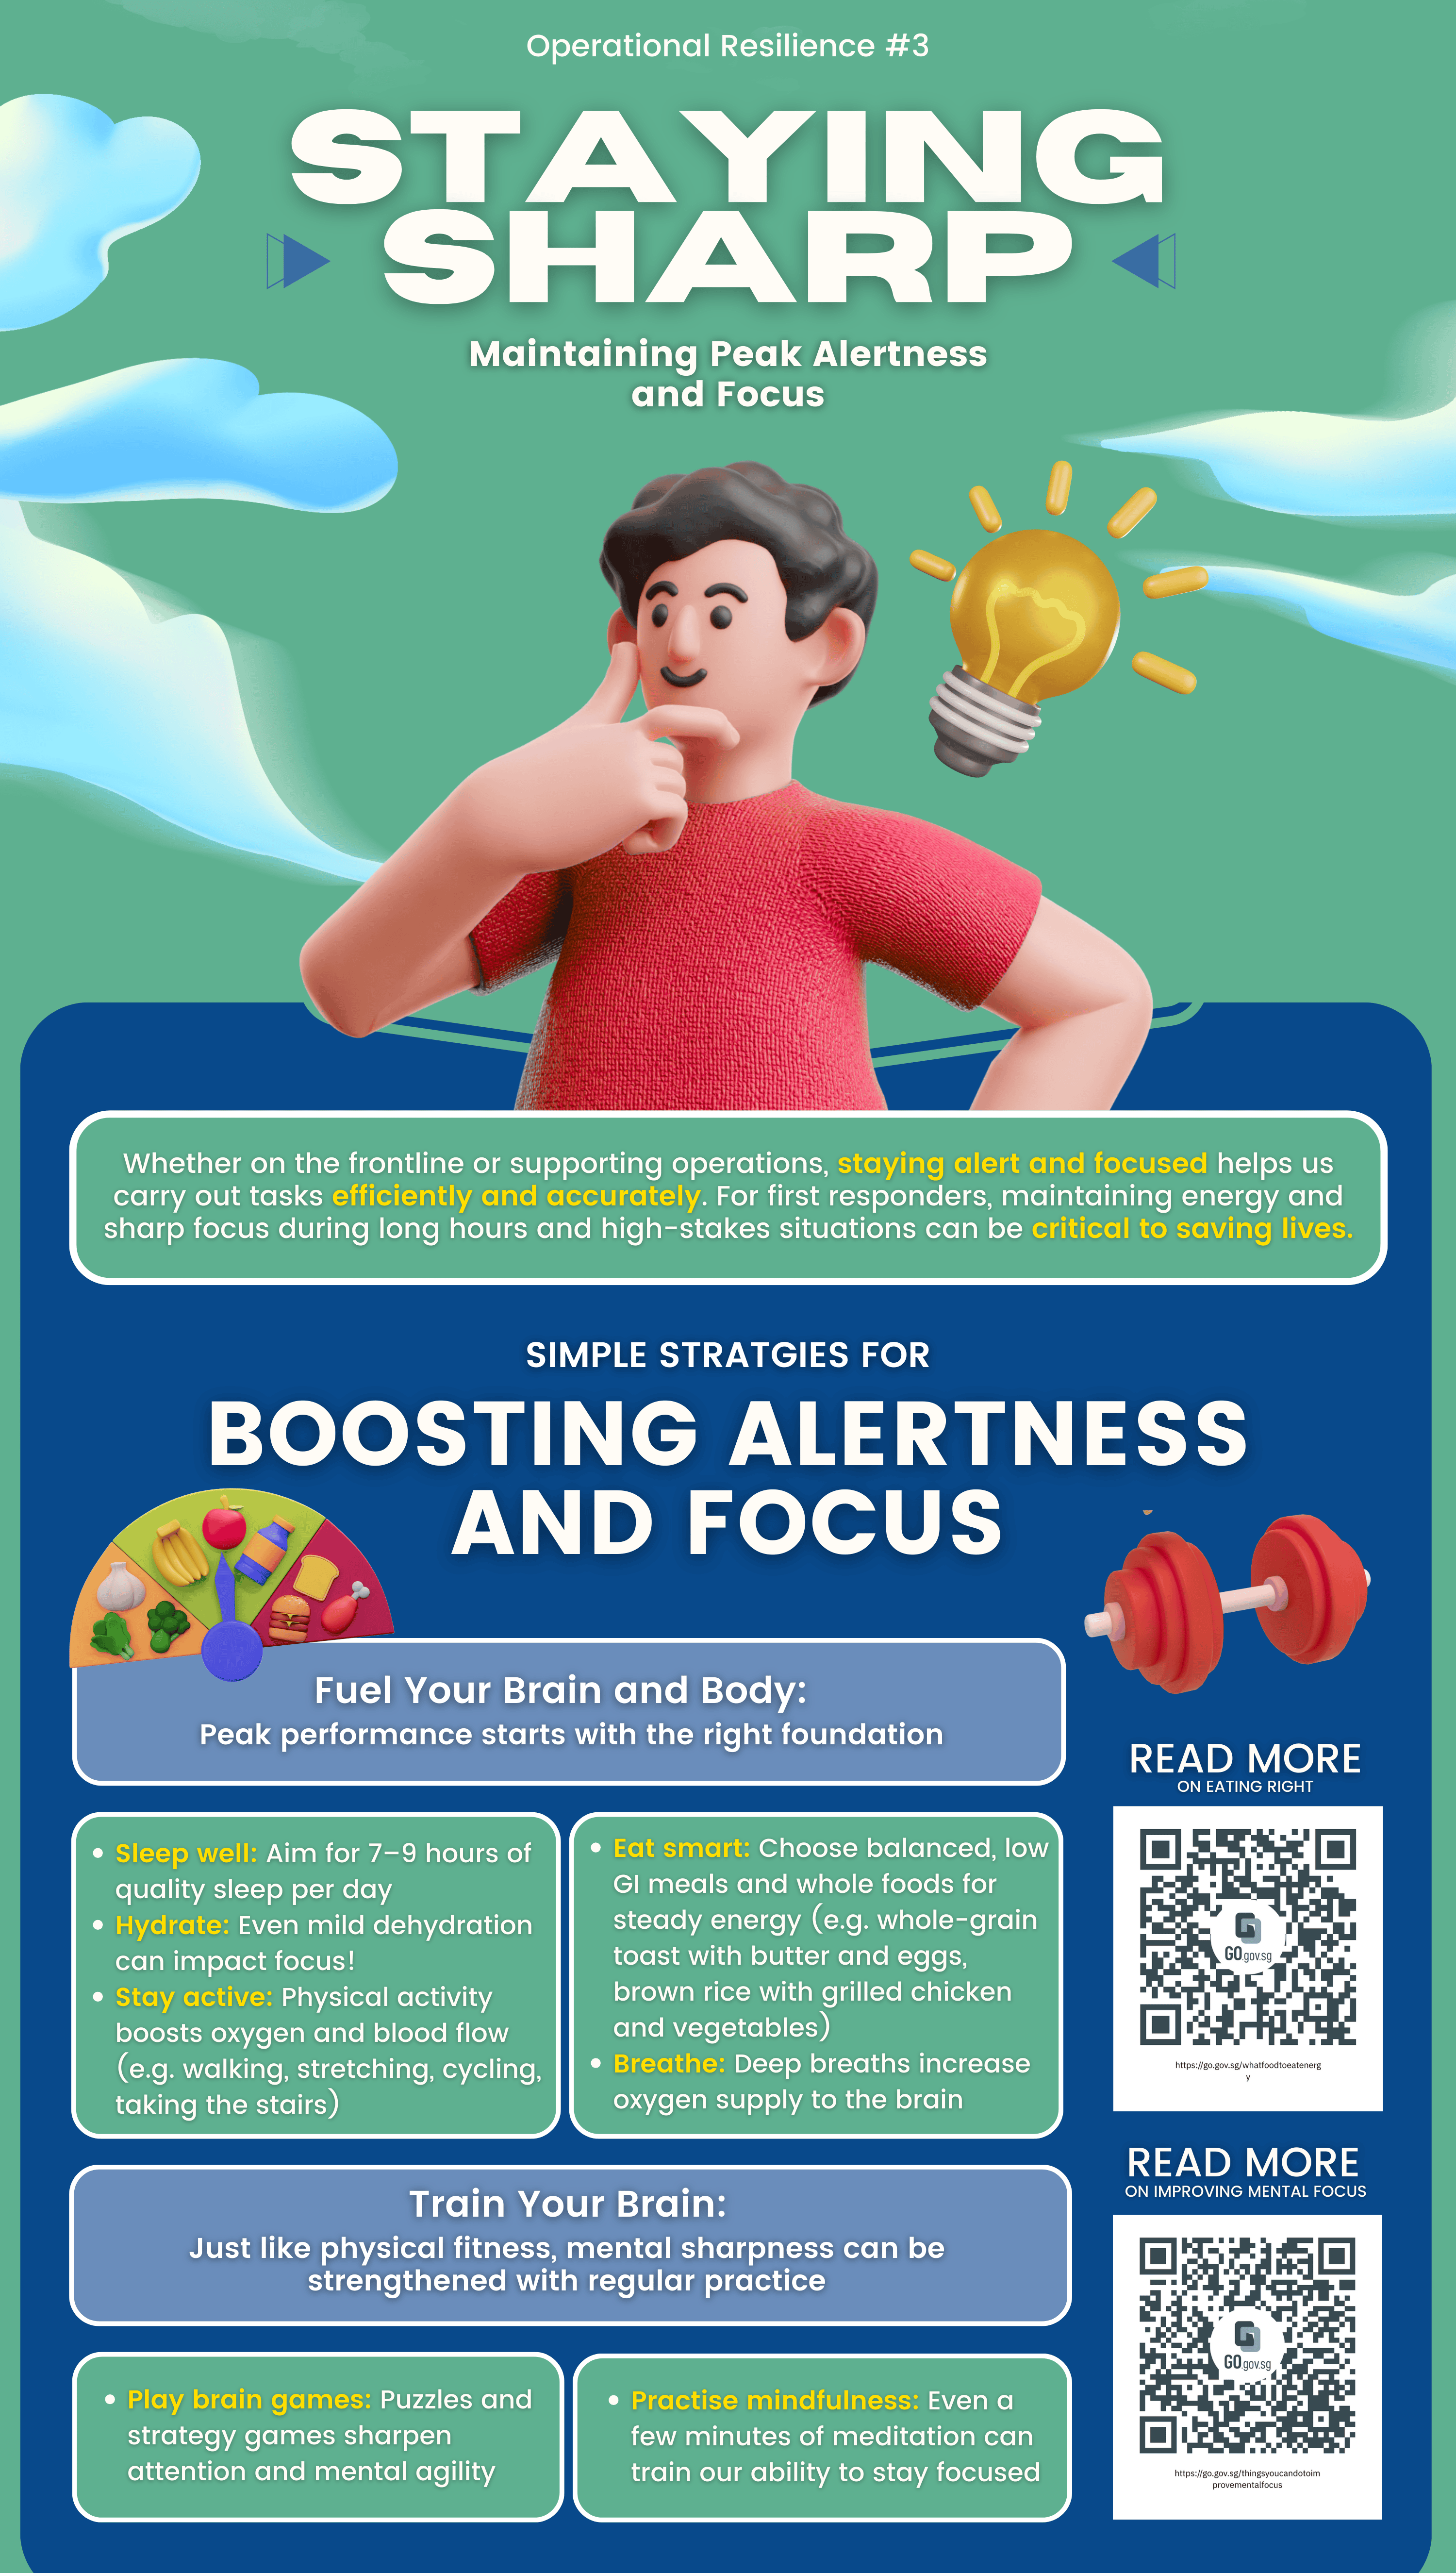 Operational Resilience #3
STAYING
SHARP
Maintaining Peak Alertness
and Focus
Whether on the frontline or supporting operations, staying alert and focused helps us
carry out tasks efficiently and accurately. For first responders, maintaining energy and
sharp focus during long hours and high-stakes situations can be critical to saving lives.
SIMPLE STRATGIES FOR
BOOSTING ALERTNESS
AND FOCUS
Fuel Your Brain and Body:
Peak performance starts with the right foundation
• Sleep well: Aim for 7–9 hours of
quality sleep per day
• Hydrate: Even mild dehydration
can impact focus!
• Stay active: Physical activity
boosts oxygen and blood flow
(e.g. walking, stretching, cycling,
taking the stairs)
• Eat smart: Choose balanced, low
GI meals and whole foods for
steady energy (e.g. whole-grain
toast with butter and eggs,
brown rice with grilled chicken
and vegetables)
• Breathe: Deep breaths increase
oxygen supply to the brain
READ MORE
ON EATING RIGHT
GO.gov.sg
https://go.gov.sg/whatfoodtoeatenerg
y
Train Your Brain:
Just like physical fitness, mental sharpness can be
strengthened with regular practice
• Play brain games: Puzzles and
strategy games sharpen
attention and mental agility
• Practise mindfulness: Even a
few minutes of meditation can
train our ability to stay focused
READ MORE
ON IMPROVING MENTAL FOCUS
GO.gov.sg
https://go.gov.sg/thingsyoucandotoim
provementalfocus